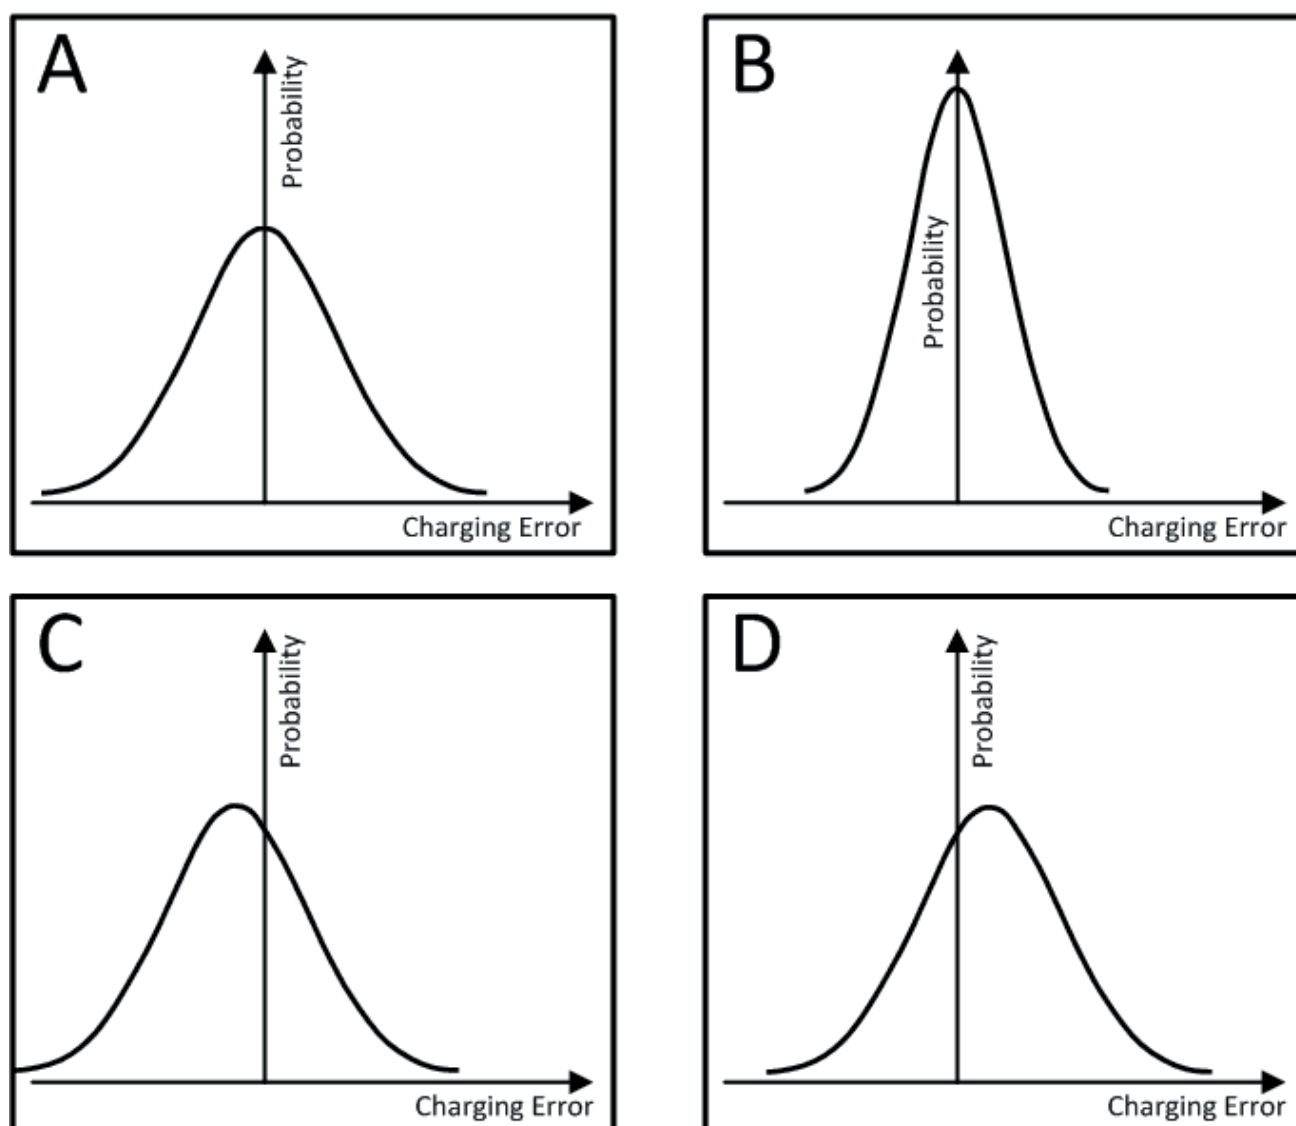 A
Probability
Charging Error
B
Probability
Charging Error
C
Probability
Charging Error
D
Probability
Charging Error